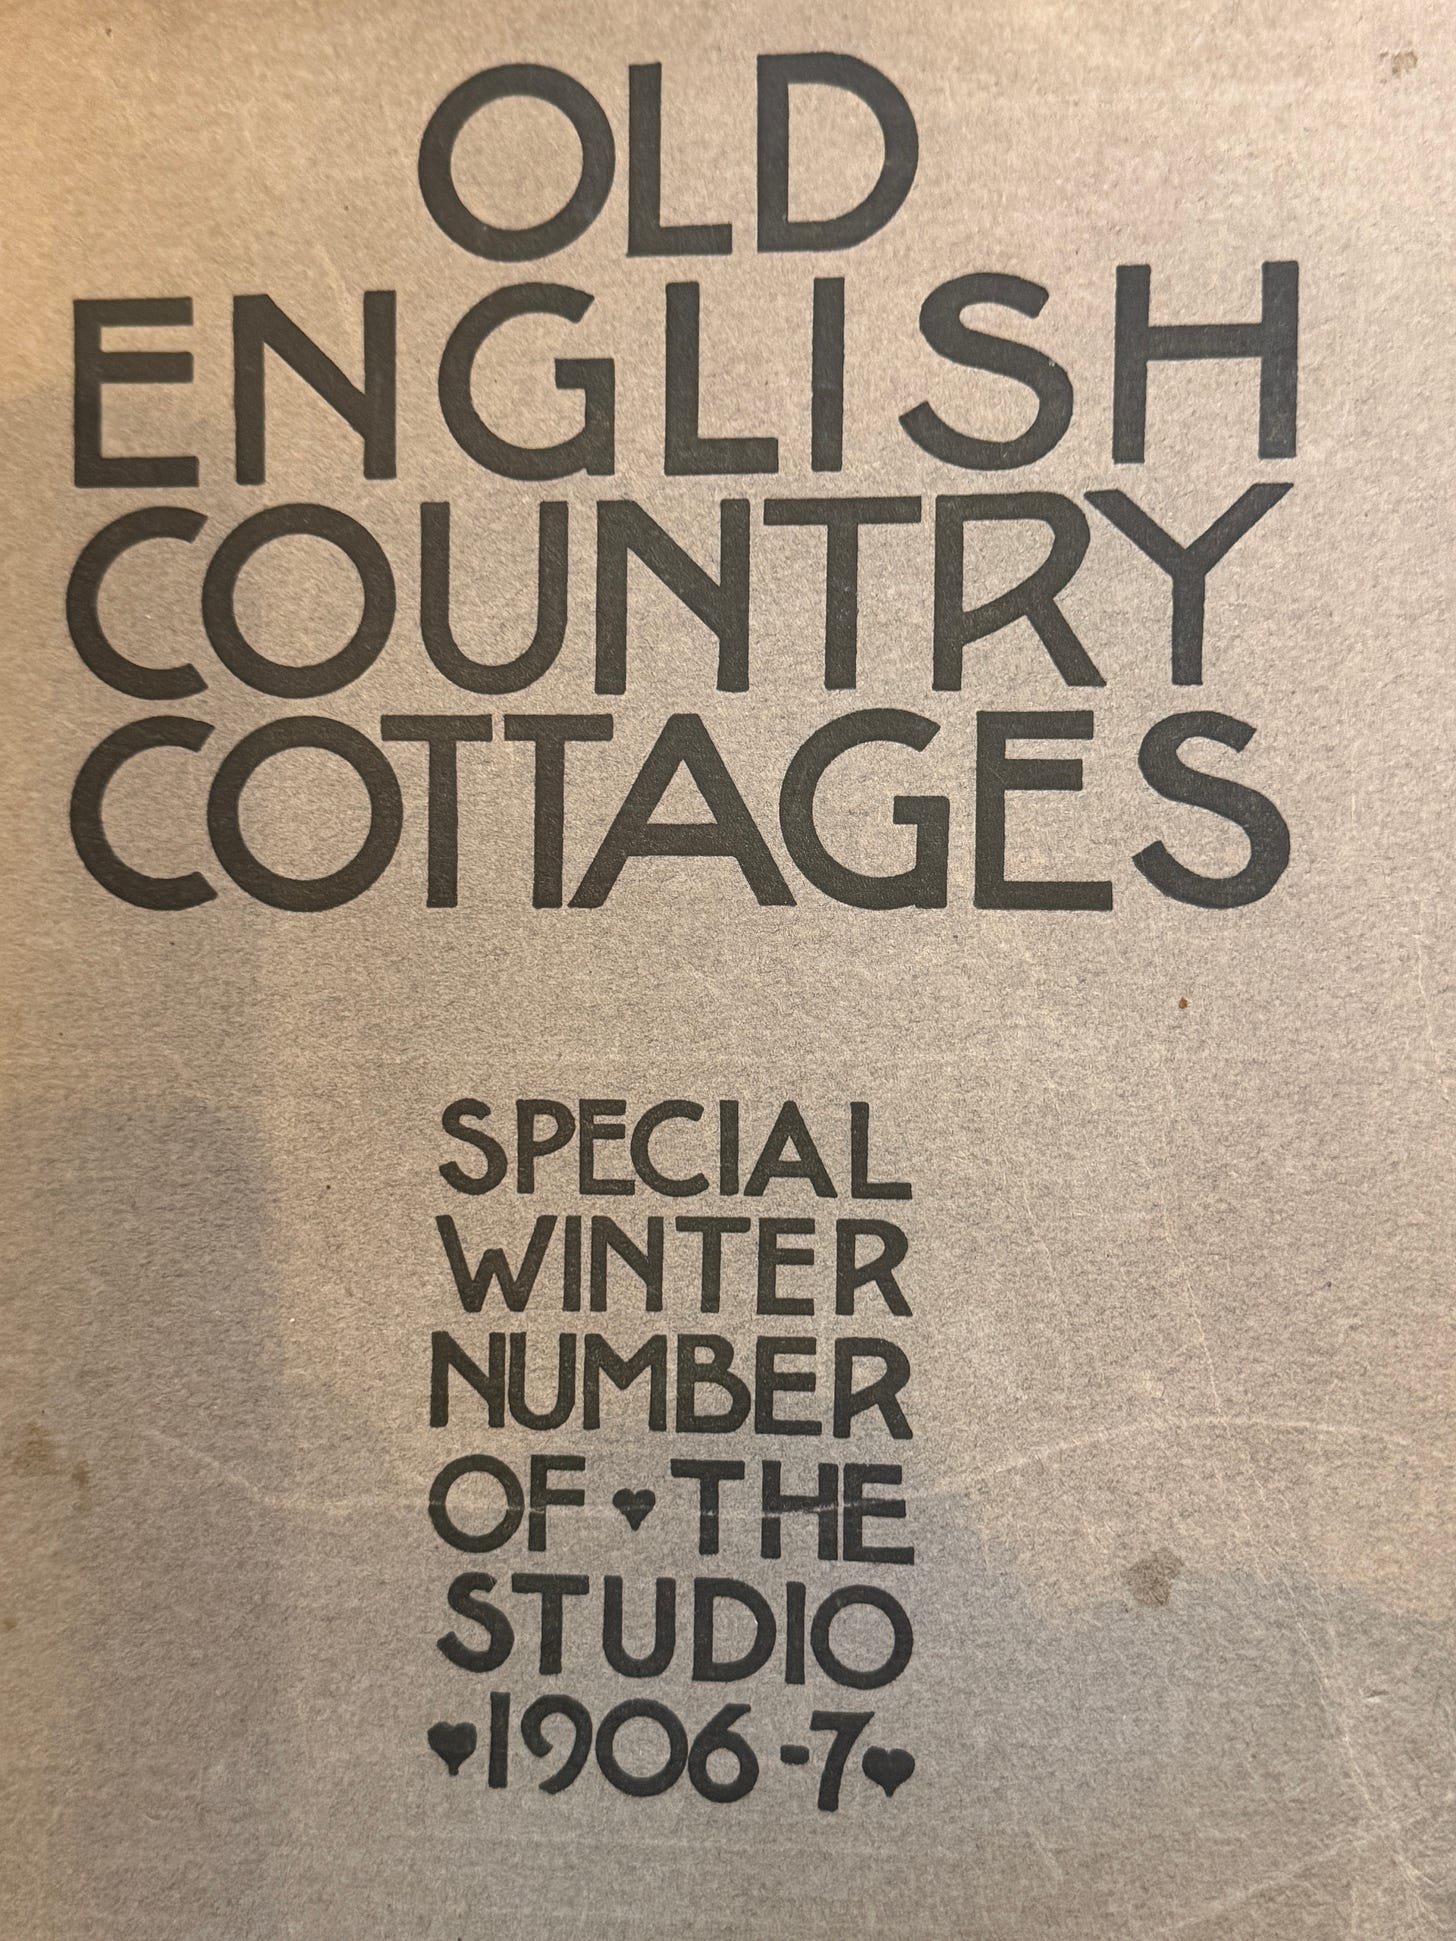 OLD
ENGLISH
COUNTRY
COTTAGES
SPECIAL
WINTER
NUMBER
OF ♥ THE
STUDIO
♥1906-7♥